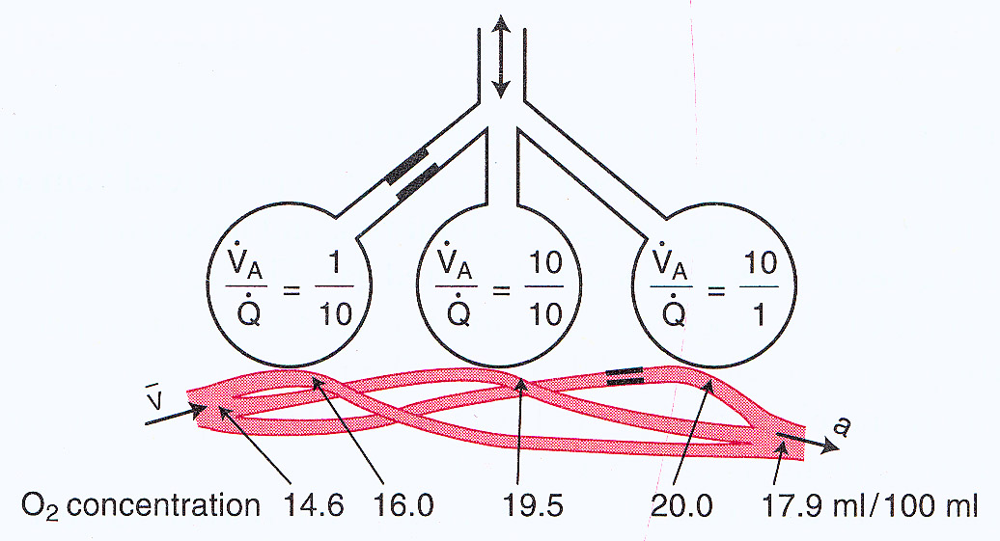 V̇A/Q̇ = 1/10
V̇A/Q̇ = 10/10
V̇A/Q̇ = 10/1
v̄
a
O2 concentration 14.6 16.0 19.5 20.0 17.9 ml/100 ml